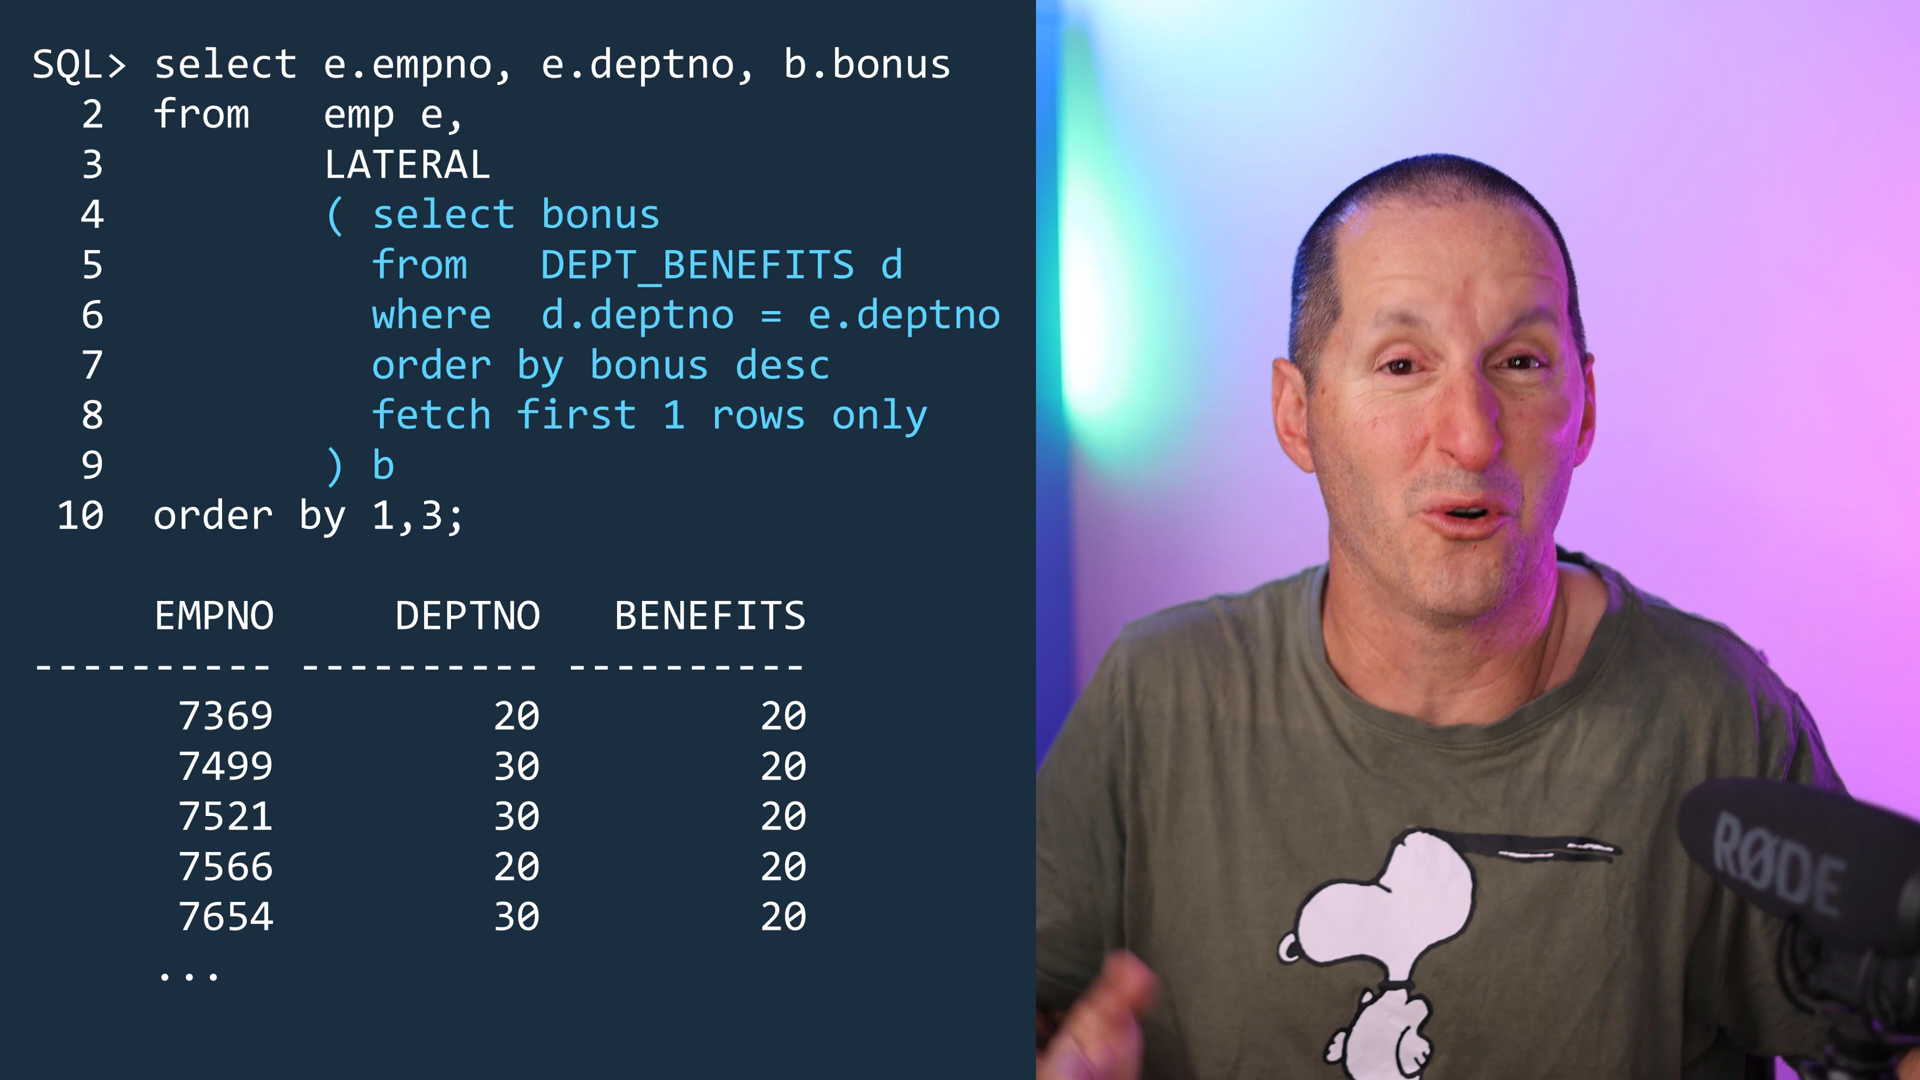 SQL> select e.empno, e.deptno, b.bonus
2 from emp e,
3 LATERAL
4 ( select bonus
5 from DEPT_BENEFITS d
6 where d.deptno = e.deptno
7 order by bonus desc
8 fetch first 1 rows only
9 ) b
10 order by 1,3;
EMPNO DEPTNO BENEFITS
---------- ---------- ----------
7369 20 20
7499 30 20
7521 30 20
7566 20 20
7654 30 20
...
RØDE